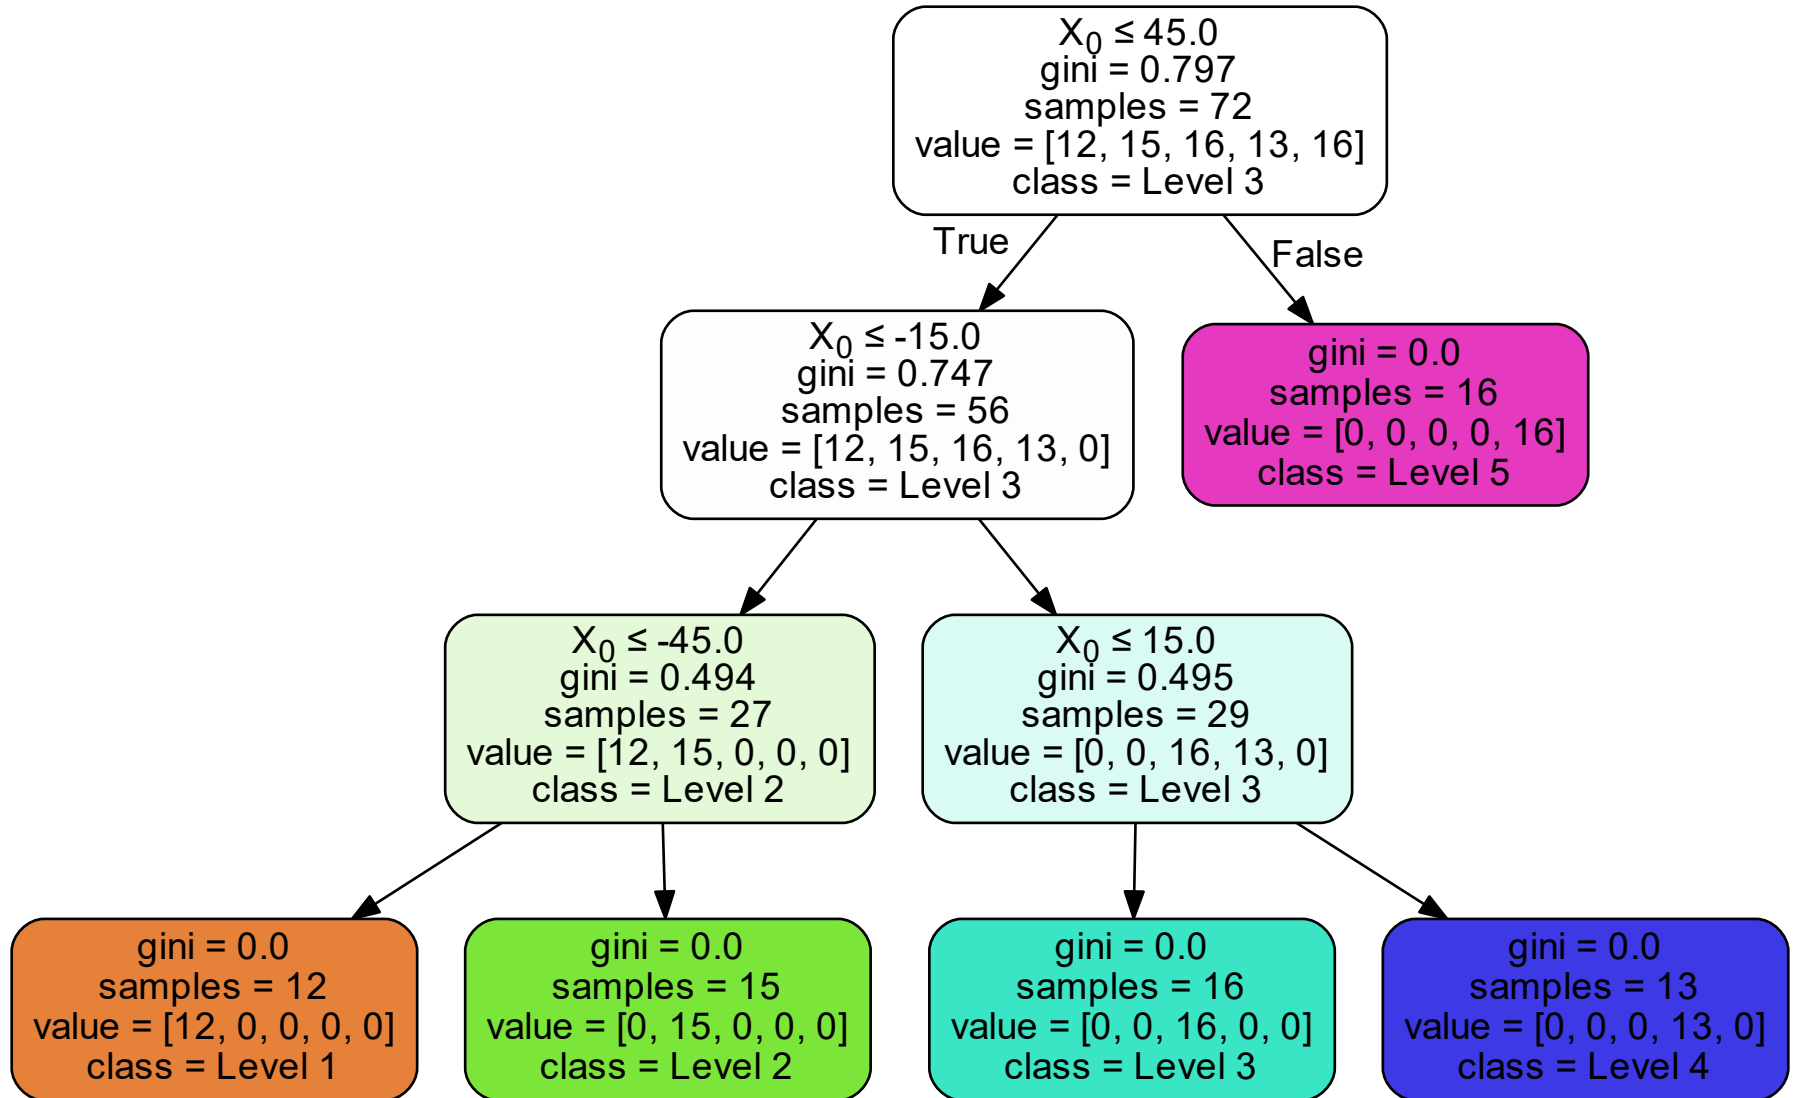 X₀ ≤ 45.0
gini = 0.797
samples = 72
value = [12, 15, 16, 13, 16]
class = Level 3
True
False
X₀ ≤ -15.0
gini = 0.747
samples = 56
value = [12, 15, 16, 13, 0]
class = Level 3
gini = 0.0
samples = 16
value = [0, 0, 0, 0, 16]
class = Level 5
X₀ ≤ -45.0
gini = 0.494
samples = 27
value = [12, 15, 0, 0, 0]
class = Level 2
X₀ ≤ 15.0
gini = 0.495
samples = 29
value = [0, 0, 16, 13, 0]
class = Level 3
gini = 0.0
samples = 12
value = [12, 0, 0, 0, 0]
class = Level 1
gini = 0.0
samples = 15
value = [0, 15, 0, 0, 0]
class = Level 2
gini = 0.0
samples = 16
value = [0, 0, 16, 0, 0]
class = Level 3
gini = 0.0
samples = 13
value = [0, 0, 0, 13, 0]
class = Level 4